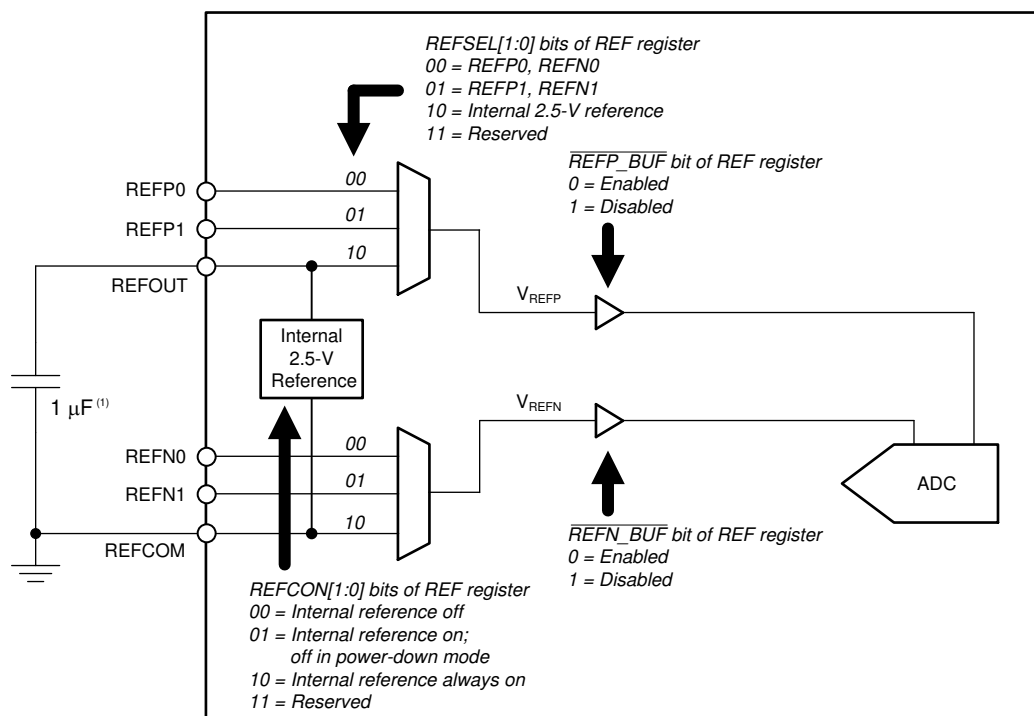 REFSEL[1:0] bits of REF register
00 = REFP0, REFN0
01 = REFP1, REFN1
10 = Internal 2.5-V reference
11 = Reserved
REFP_BUF bit of REF register
0 = Enabled
1 = Disabled
REFP0
00
REFP1
01
REFOUT
10
VREFP
Internal
2.5-V
Reference
1 μF (1)
VREFN
REFN0
00
REFN1
01
REFCOM
10
ADC
REFN_BUF bit of REF register
0 = Enabled
1 = Disabled
REFCON[1:0] bits of REF register
00 = Internal reference off
01 = Internal reference on;
off in power-down mode
10 = Internal reference always on
11 = Reserved